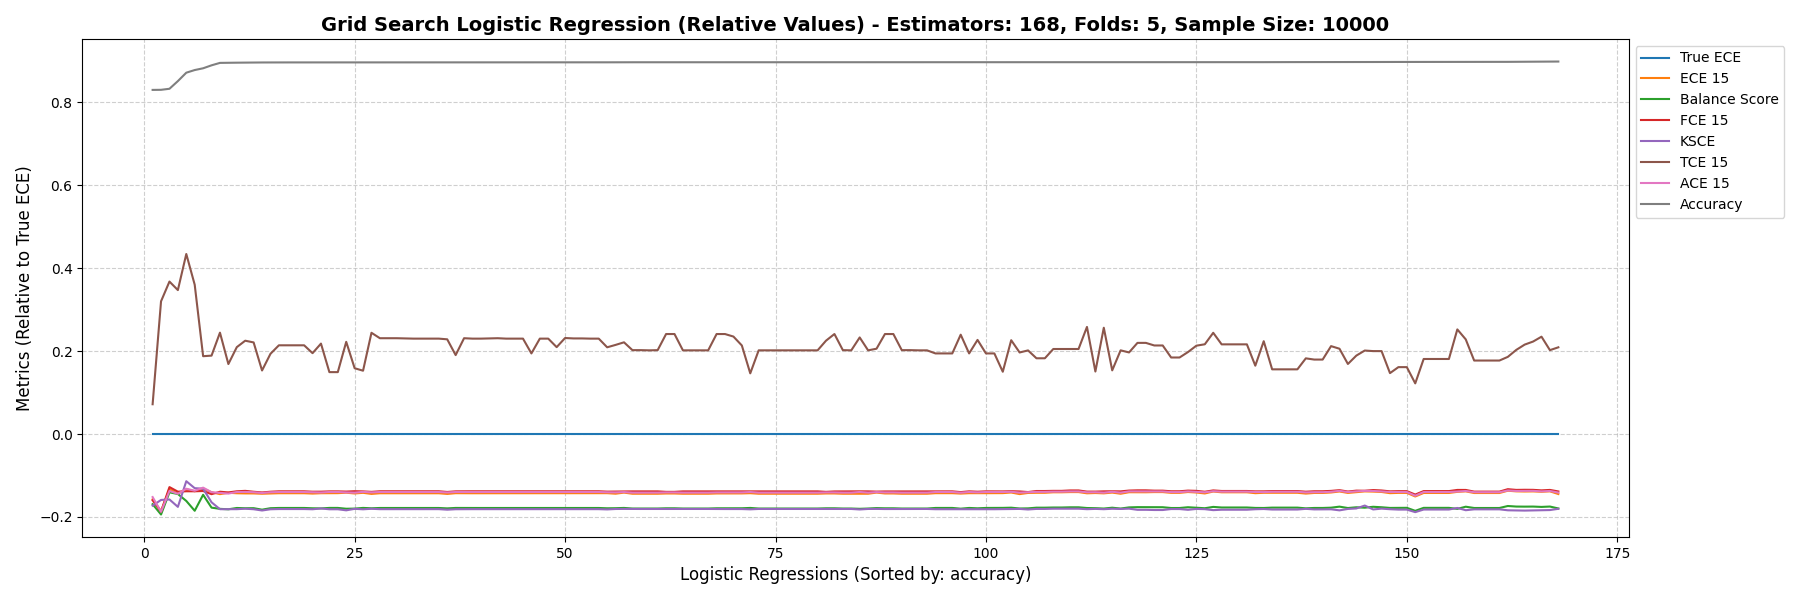 Grid Search Logistic Regression (Relative Values) - Estimators: 168, Folds: 5, Sample Size: 10000
Metrics (Relative to True ECE)
0.8
0.6
0.4
0.2
0.0
−0.2
0 25 50 75 100 125 150 175
Logistic Regressions (Sorted by: accuracy)
True ECE
ECE 15
Balance Score
FCE 15
KSCE
TCE 15
ACE 15
Accuracy